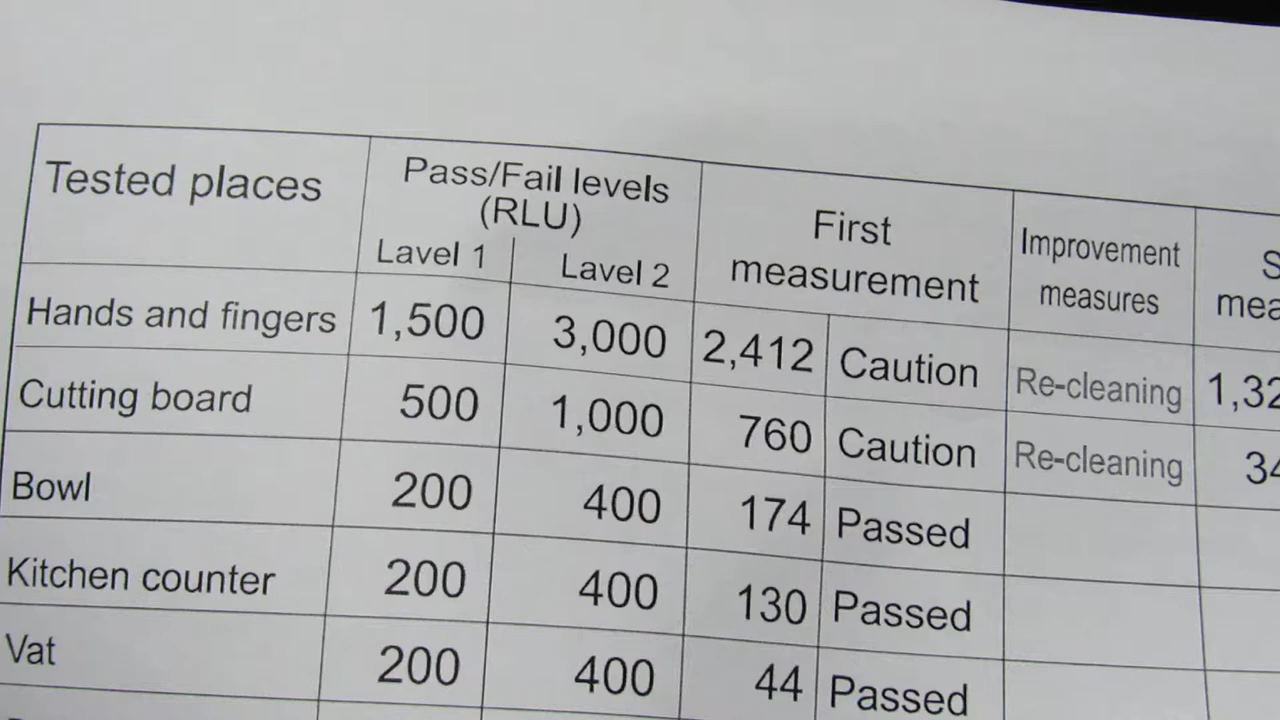 Tested places
Pass/Fail levels
(RLU)
Lavel 1 Lavel 2
First
measurement
Improvement
measures
Hands and fingers 1,500 3,000 2,412 Caution Re-cleaning
Cutting board 500 1,000 760 Caution Re-cleaning
Bowl 200 400 174 Passed
Kitchen counter 200 400 130 Passed
Vat 200 400 44 Passed